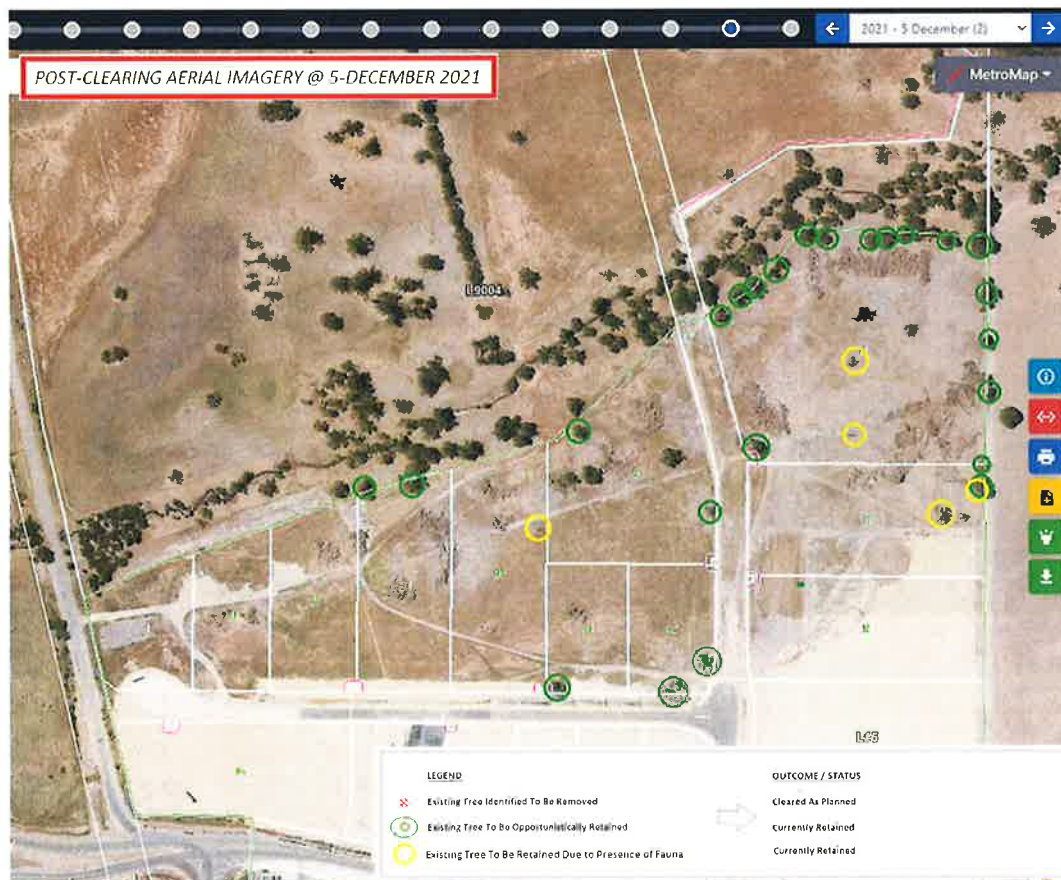 2021 - 5 December (2)
POST-CLEARING AERIAL IMAGERY @ 5-DECEMBER 2021
MetroMap
L9004
LEGEND
OUTCOME / STATUS
Existing Tree Identified To Be Removed
Cleared As Planned
Existing Tree To Be Opportunistically Retained
Currently Retained
Existing Tree To Be Retained Due to Presence of Fauna
Currently Retained